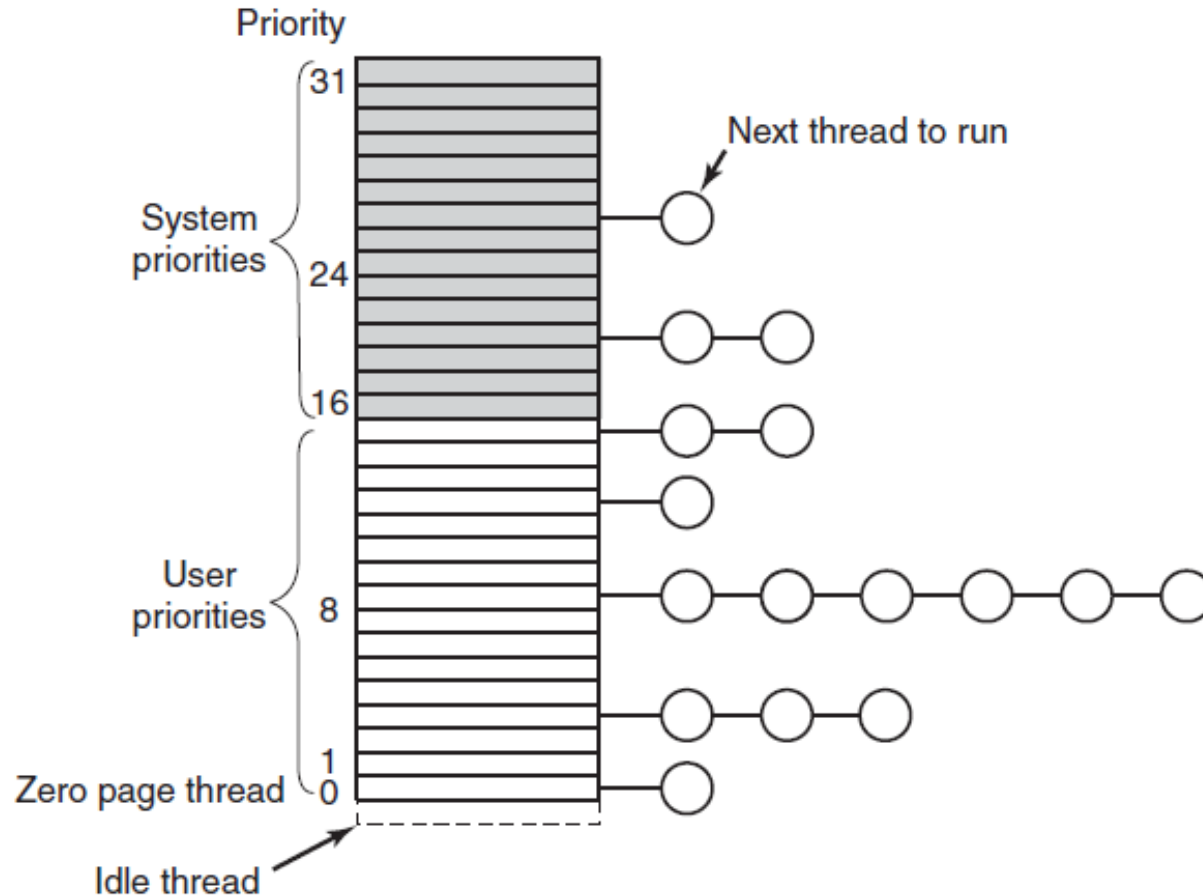 Priority
31
Next thread to run
System
priorities
24
16
User
priorities
8
1
Zero page thread
0
Idle thread